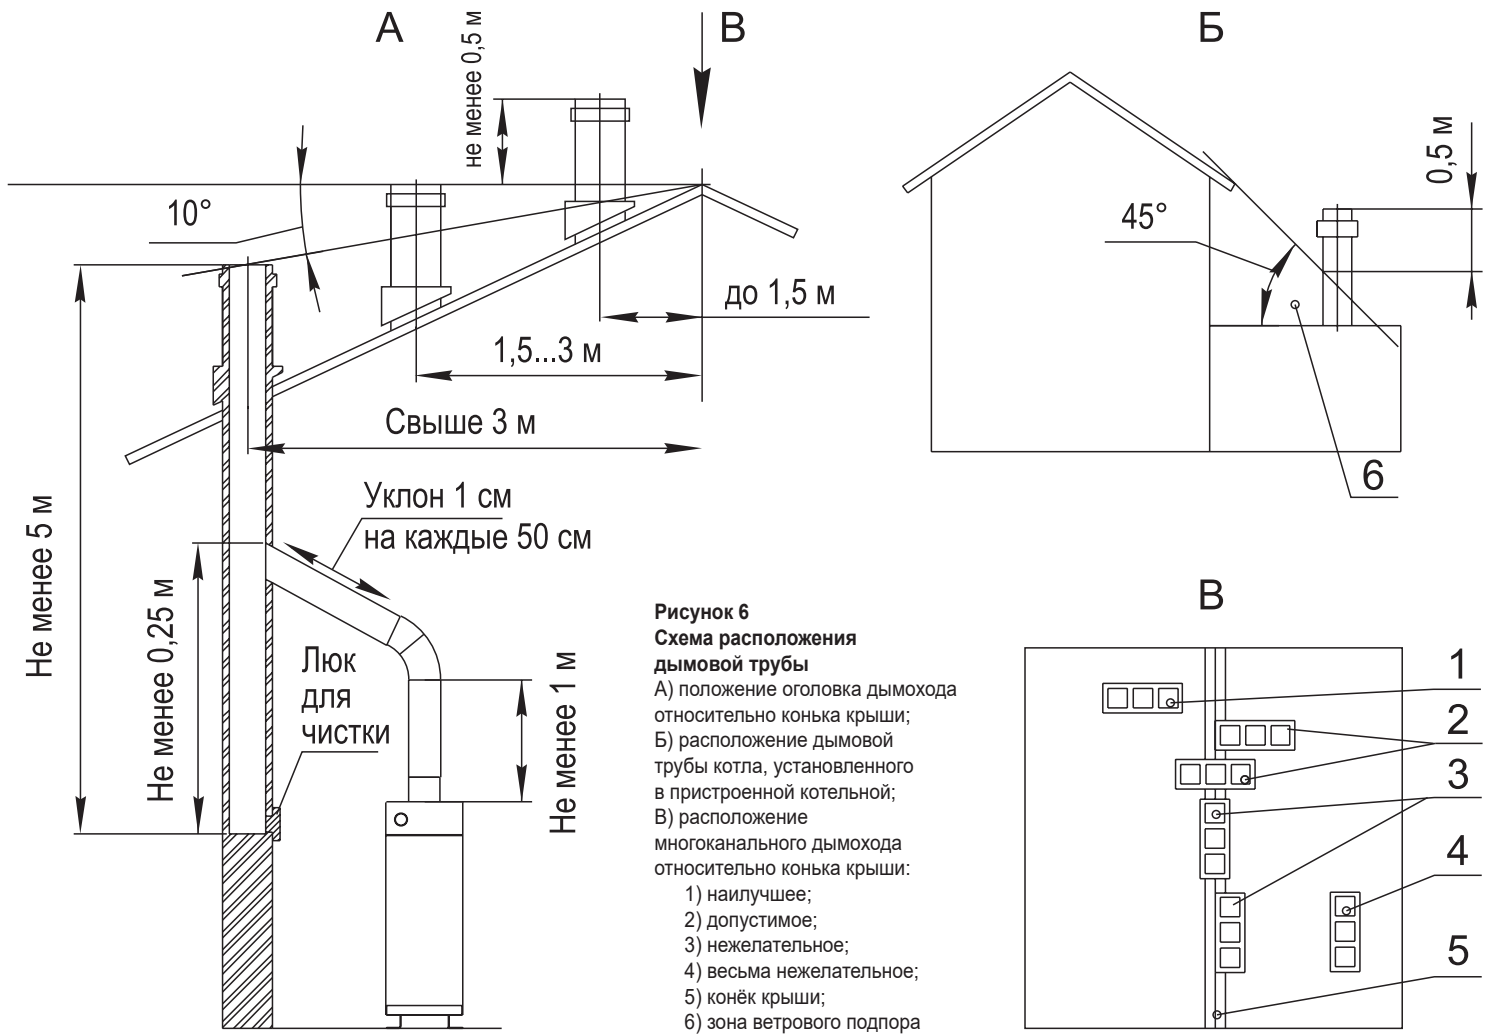 А
не менее 0,5 м
В
10°
до 1,5 м
1,5...3 м
Свыше 3 м
Не менее 5 м
Не менее 0,25 м
Уклон 1 см
на каждые 50 см
Люк
для
чистки
Не менее 1 м
Б
45°
0,5 м
6
Рисунок 6
Схема расположения
дымовой трубы
А) положение оголовка дымохода
относительно конька крыши;
Б) расположение дымовой
трубы котла, установленного
в пристроенной котельной;
В) расположение
многоканального дымохода
относительно конька крыши:
1) наилучшее;
2) допустимое;
3) нежелательное;
4) весьма нежелательное;
5) конёк крыши;
6) зона ветрового подпора
В
1
2
3
4
5